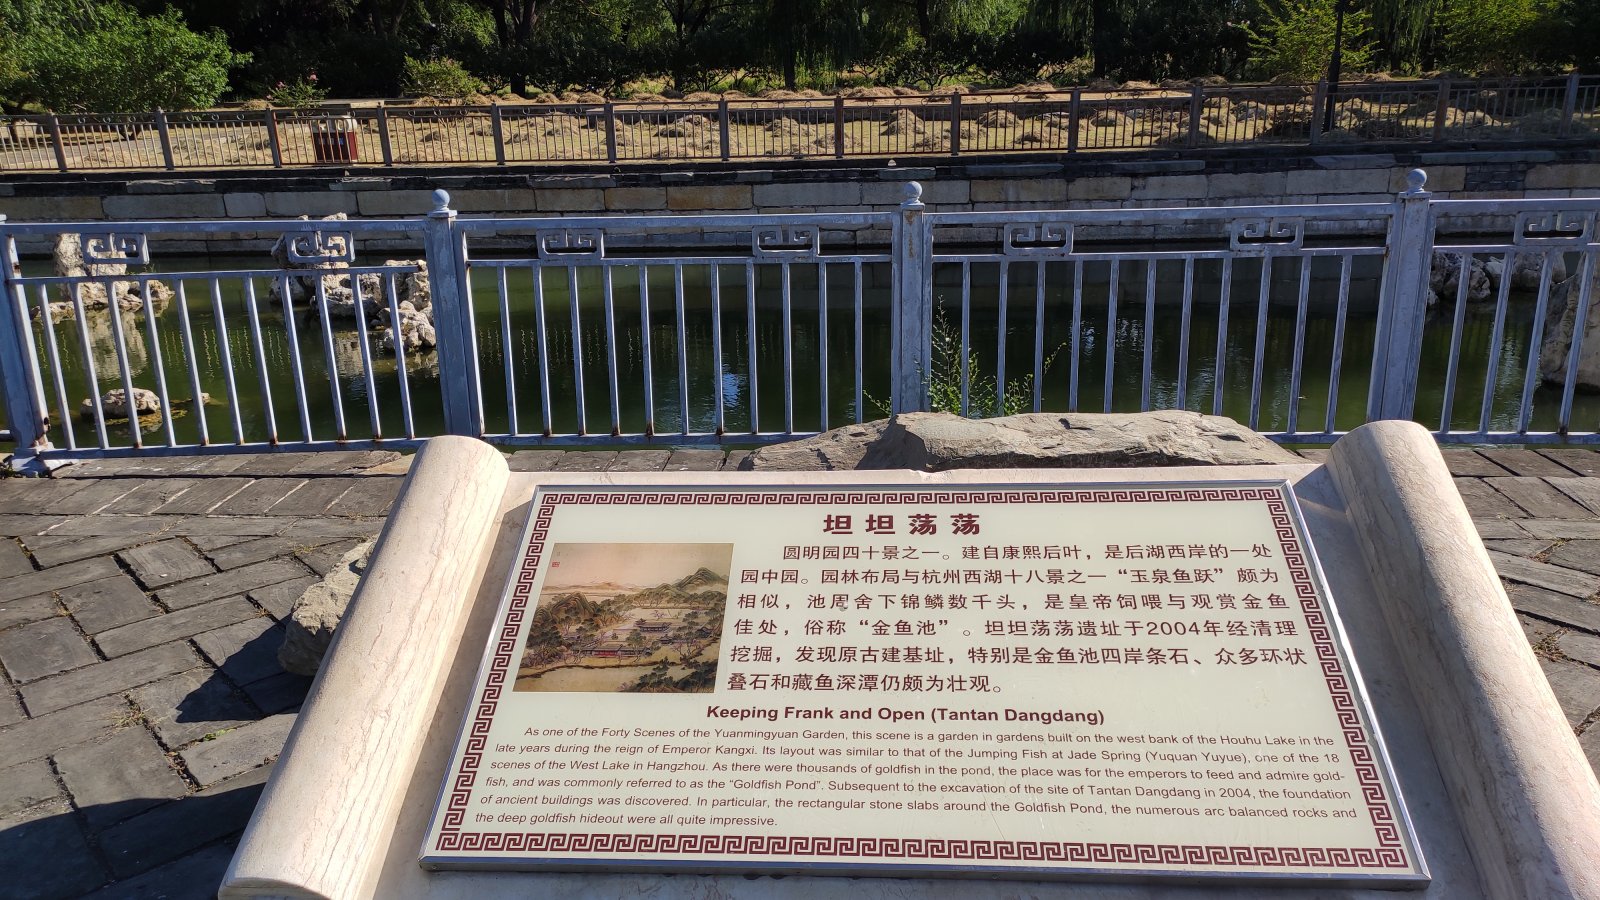 坦坦荡荡
圆明园四十景之一。建自康熙后叶，是后湖西岸的一处
园中园。园林布局与杭州西湖十八景之一“玉泉鱼跃”颇为
相似，池周舍下锦鳞数千头，是皇帝饲喂与观赏金鱼
佳处，俗称“金鱼池”。坦坦荡荡遗址于2004年经清理
挖掘，发现原古建基址，特别是金鱼池四岸条石、众多环状
叠石和藏鱼深潭仍颇为壮观。
Keeping Frank and Open (Tantan Dangdang)
As one of the Forty Scenes of the Yuanmingyuan Garden, this scene is a garden in gardens built on the west bank of the Houhu Lake in the
late years during the reign of Emperor Kangxi. Its layout was similar to that of the Jumping Fish at Jade Spring (Yuquan Yuyue), one of the 18
scenes of the West Lake in Hangzhou. As there were thousands of goldfish in the pond, the place was for the emperors to feed and admire gold-
fish, and was commonly referred to as the “Goldfish Pond”. Subsequent to the excavation of the site of Tantan Dangdang in 2004, the foundation
of ancient buildings was discovered. In particular, the rectangular stone slabs around the Goldfish Pond, the numerous arc balanced rocks and
the deep goldfish hideout were all quite impressive.